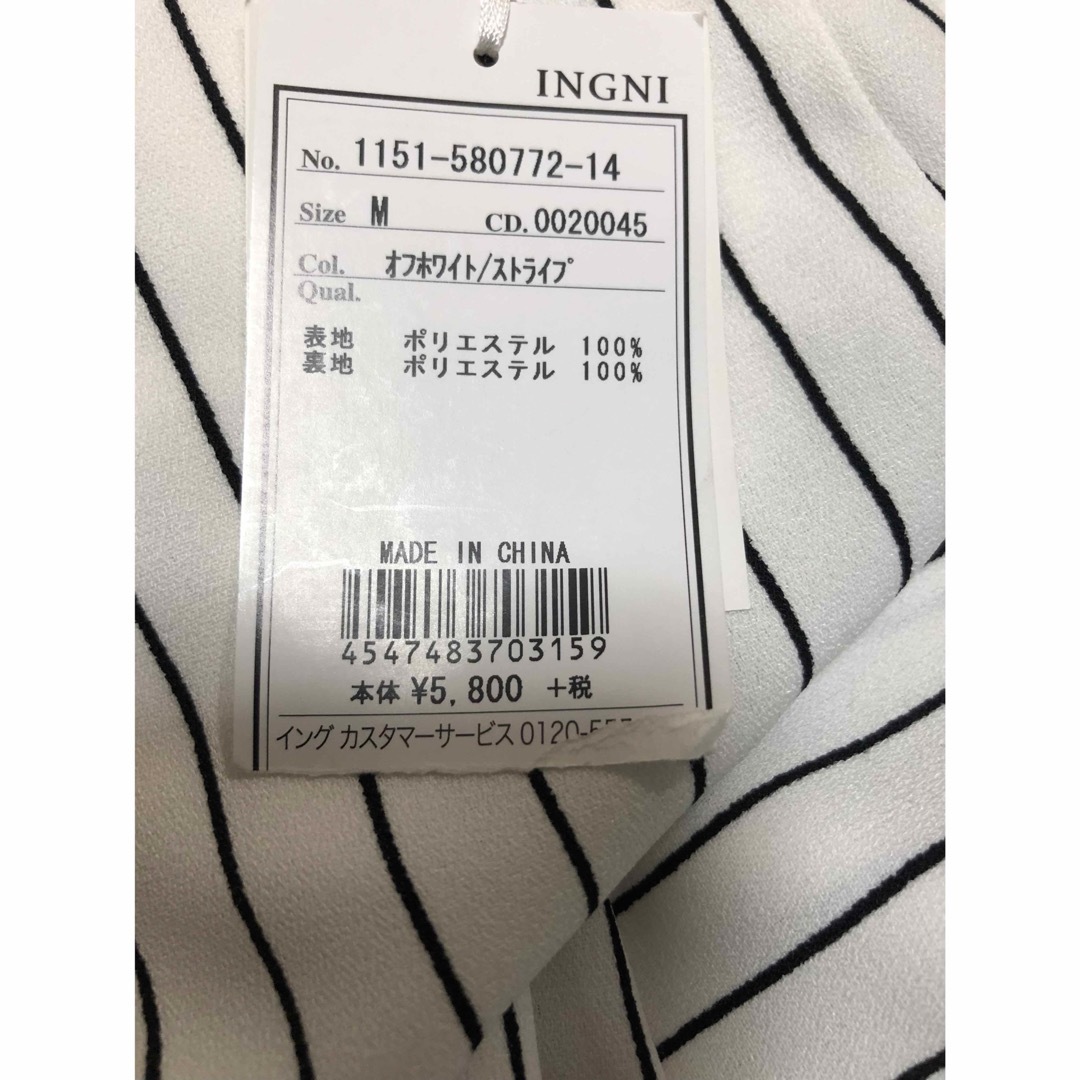 INGNI
No. 1151-580772-14
Size M CD. 0020045
Col. オフホワイト/ストライプ
Qual.
表地 ポリエステル 100%
裏地 ポリエステル 100%
MADE IN CHINA
4547483703159
本体 ¥5,800 +税
イング カスタマーサービス 0120-